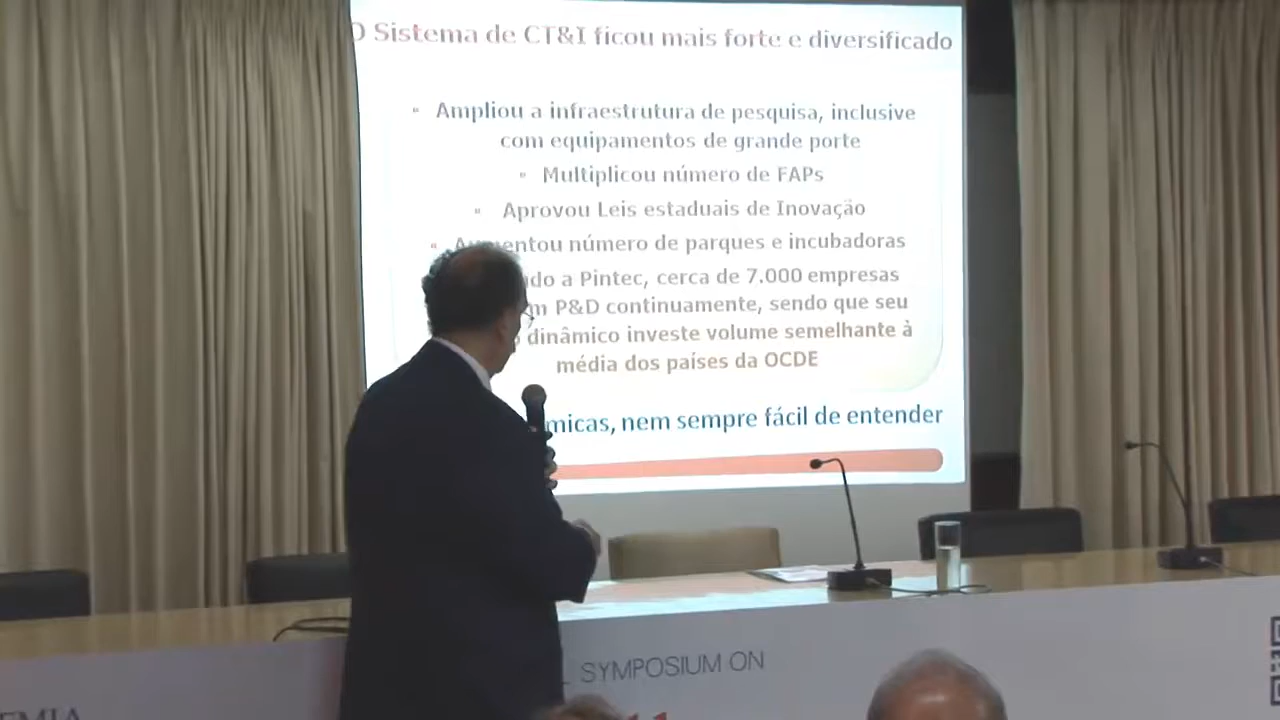 O Sistema de CT&I ficou mais forte e diversificado
▫ Ampliou a infraestrutura de pesquisa, inclusive
com equipamentos de grande porte
▫ Multiplicou número de FAPs
▫ Aprovou Leis estaduais de Inovação
▫ número de parques e incubadoras
a Pintec, cerca de 7.000 empresas
P&D continuamente, sendo que seu
dinâmico investe volume semelhante à
média dos países da OCDE
nem sempre fácil de entender
SYMPOSIUM ON